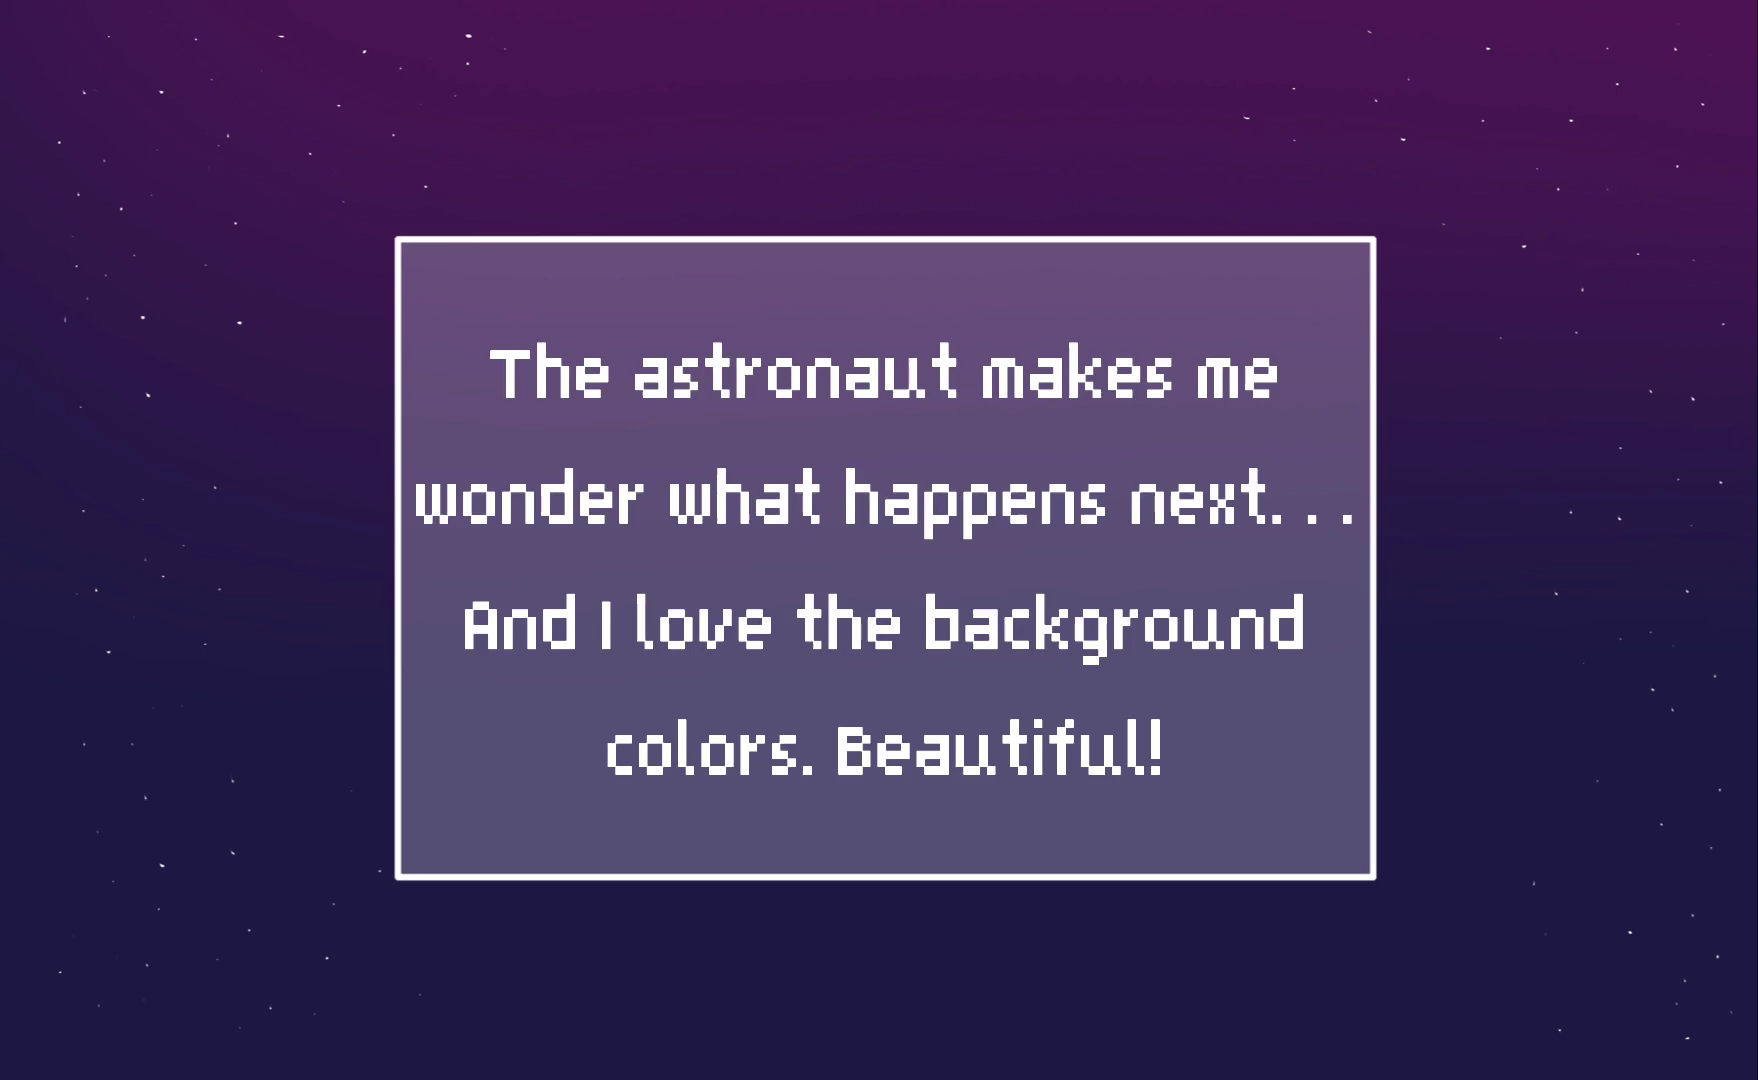 The astronaut makes me
wonder what happens next. . .
And I love the background
colors. Beautiful!